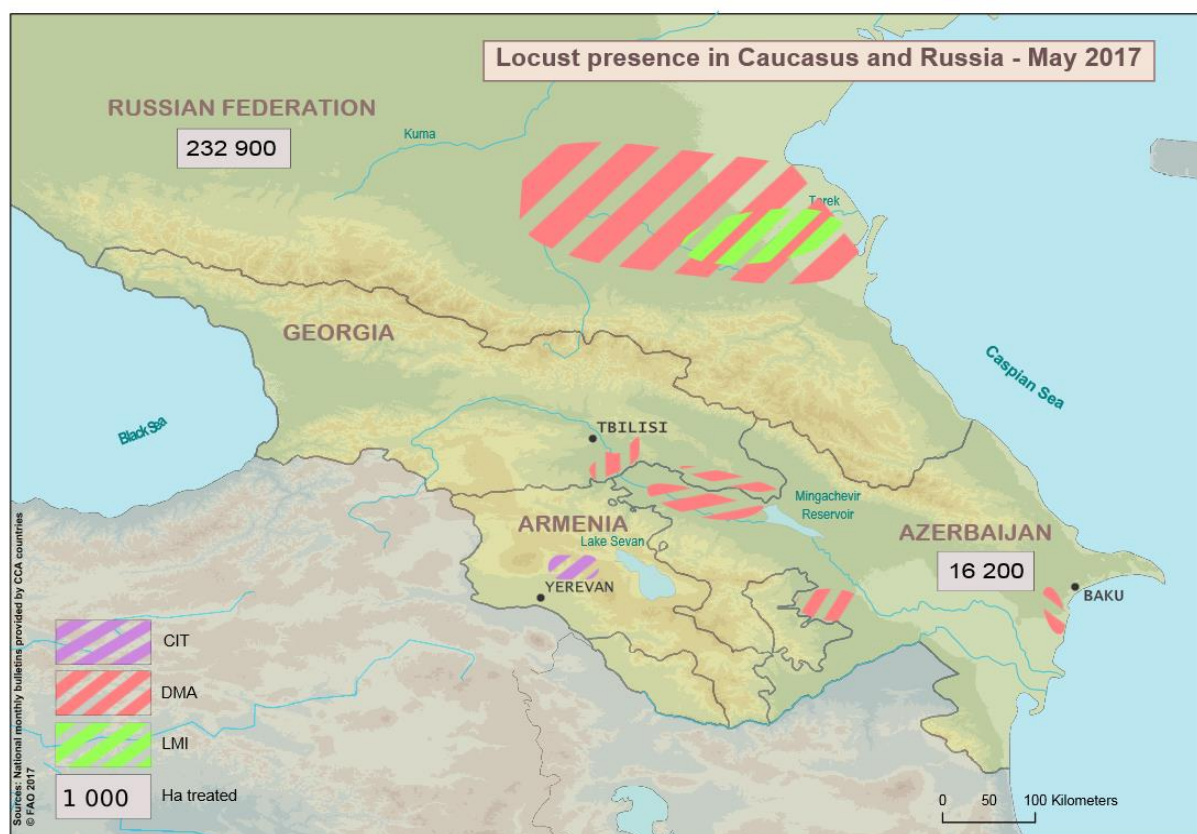 Locust presence in Caucasus and Russia - May 2017
RUSSIAN FEDERATION
232 900
Kuma
Terek
GEORGIA
Caspian Sea
Black Sea
TBILISI
Mingachevir
Reservoir
ARMENIA
Lake Sevan
AZERBAIJAN
16 200
YEREVAN
BAKU
CIT
DMA
LMI
1 000 Ha treated
0 50 100 Kilometers
Sources: National monthly bulletins provided by CCA countries
© FAO 2017